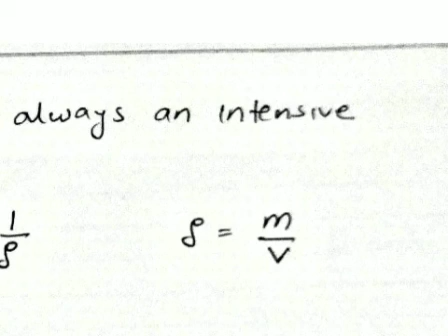 always an intensive
1/ρ ρ = m/v